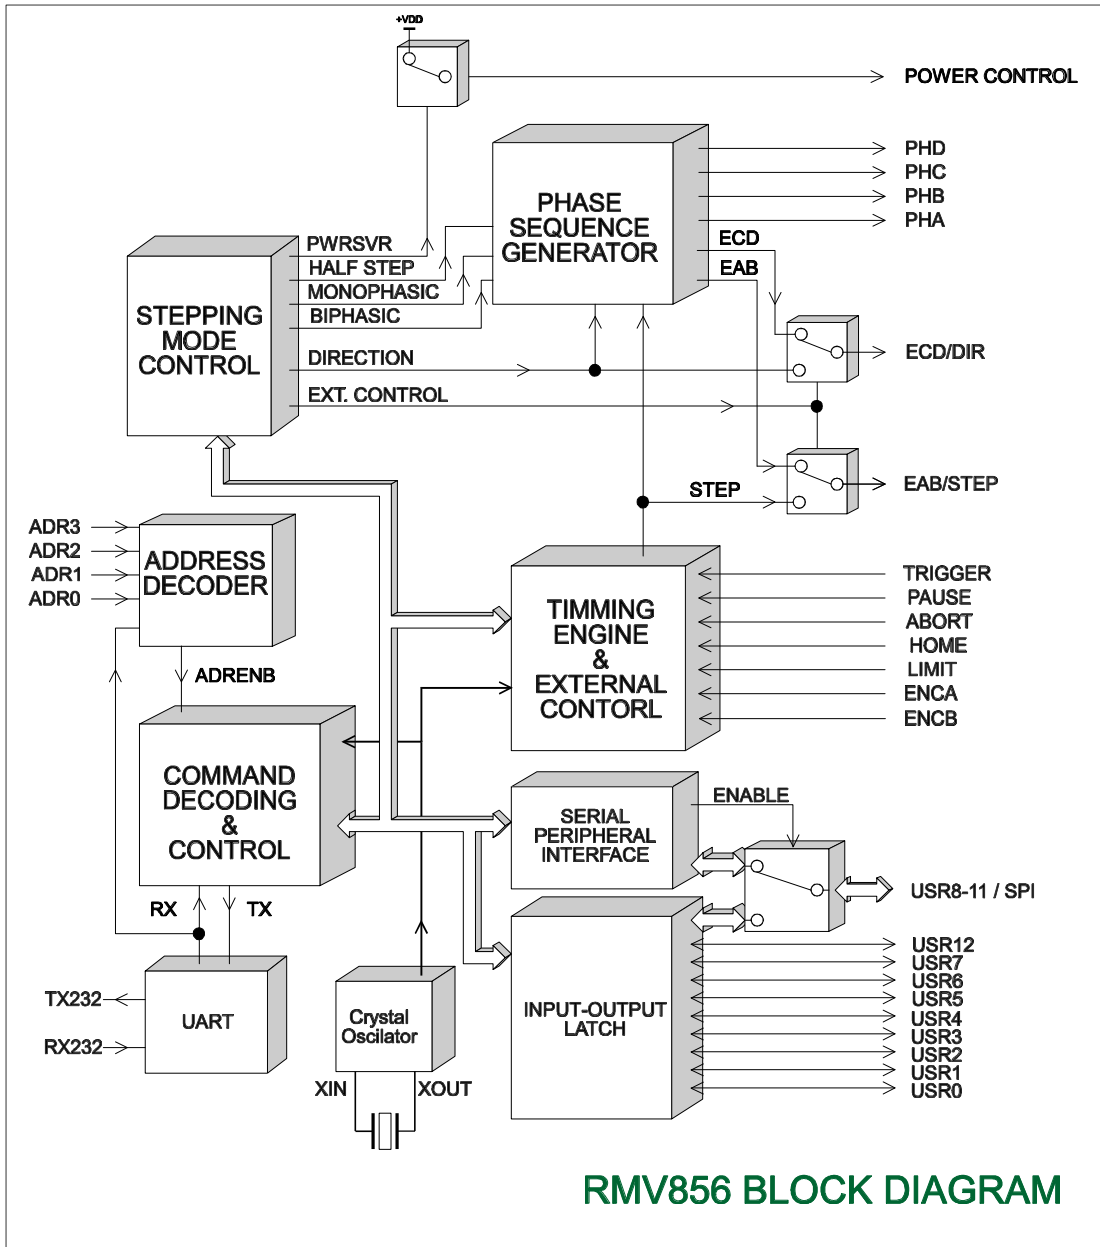 +VDD
POWER CONTROL
PHASE
SEQUENCE
GENERATOR
PHD
PHC
PHB
PHA
ECD
EAB
STEPPING
MODE
CONTROL
PWRSVR
HALF STEP
MONOPHASIC
BIPHASIC
DIRECTION
EXT. CONTROL
ECD/DIR
EAB/STEP
STEP
ADR3
ADR2
ADR1
ADR0
ADDRESS
DECODER
ADRENB
TIMMING
ENGINE
&
EXTERNAL
CONTORL
TRIGGER
PAUSE
ABORT
HOME
LIMIT
ENCA
ENCB
COMMAND
DECODING
&
CONTROL
RX
TX
SERIAL
PERIPHERAL
INTERFACE
ENABLE
USR8-11 / SPI
UART
TX232
RX232
Crystal
Oscilator
XIN
XOUT
INPUT-OUTPUT
LATCH
USR12
USR7
USR6
USR5
USR4
USR3
USR2
USR1
USR0
RMV856 BLOCK DIAGRAM